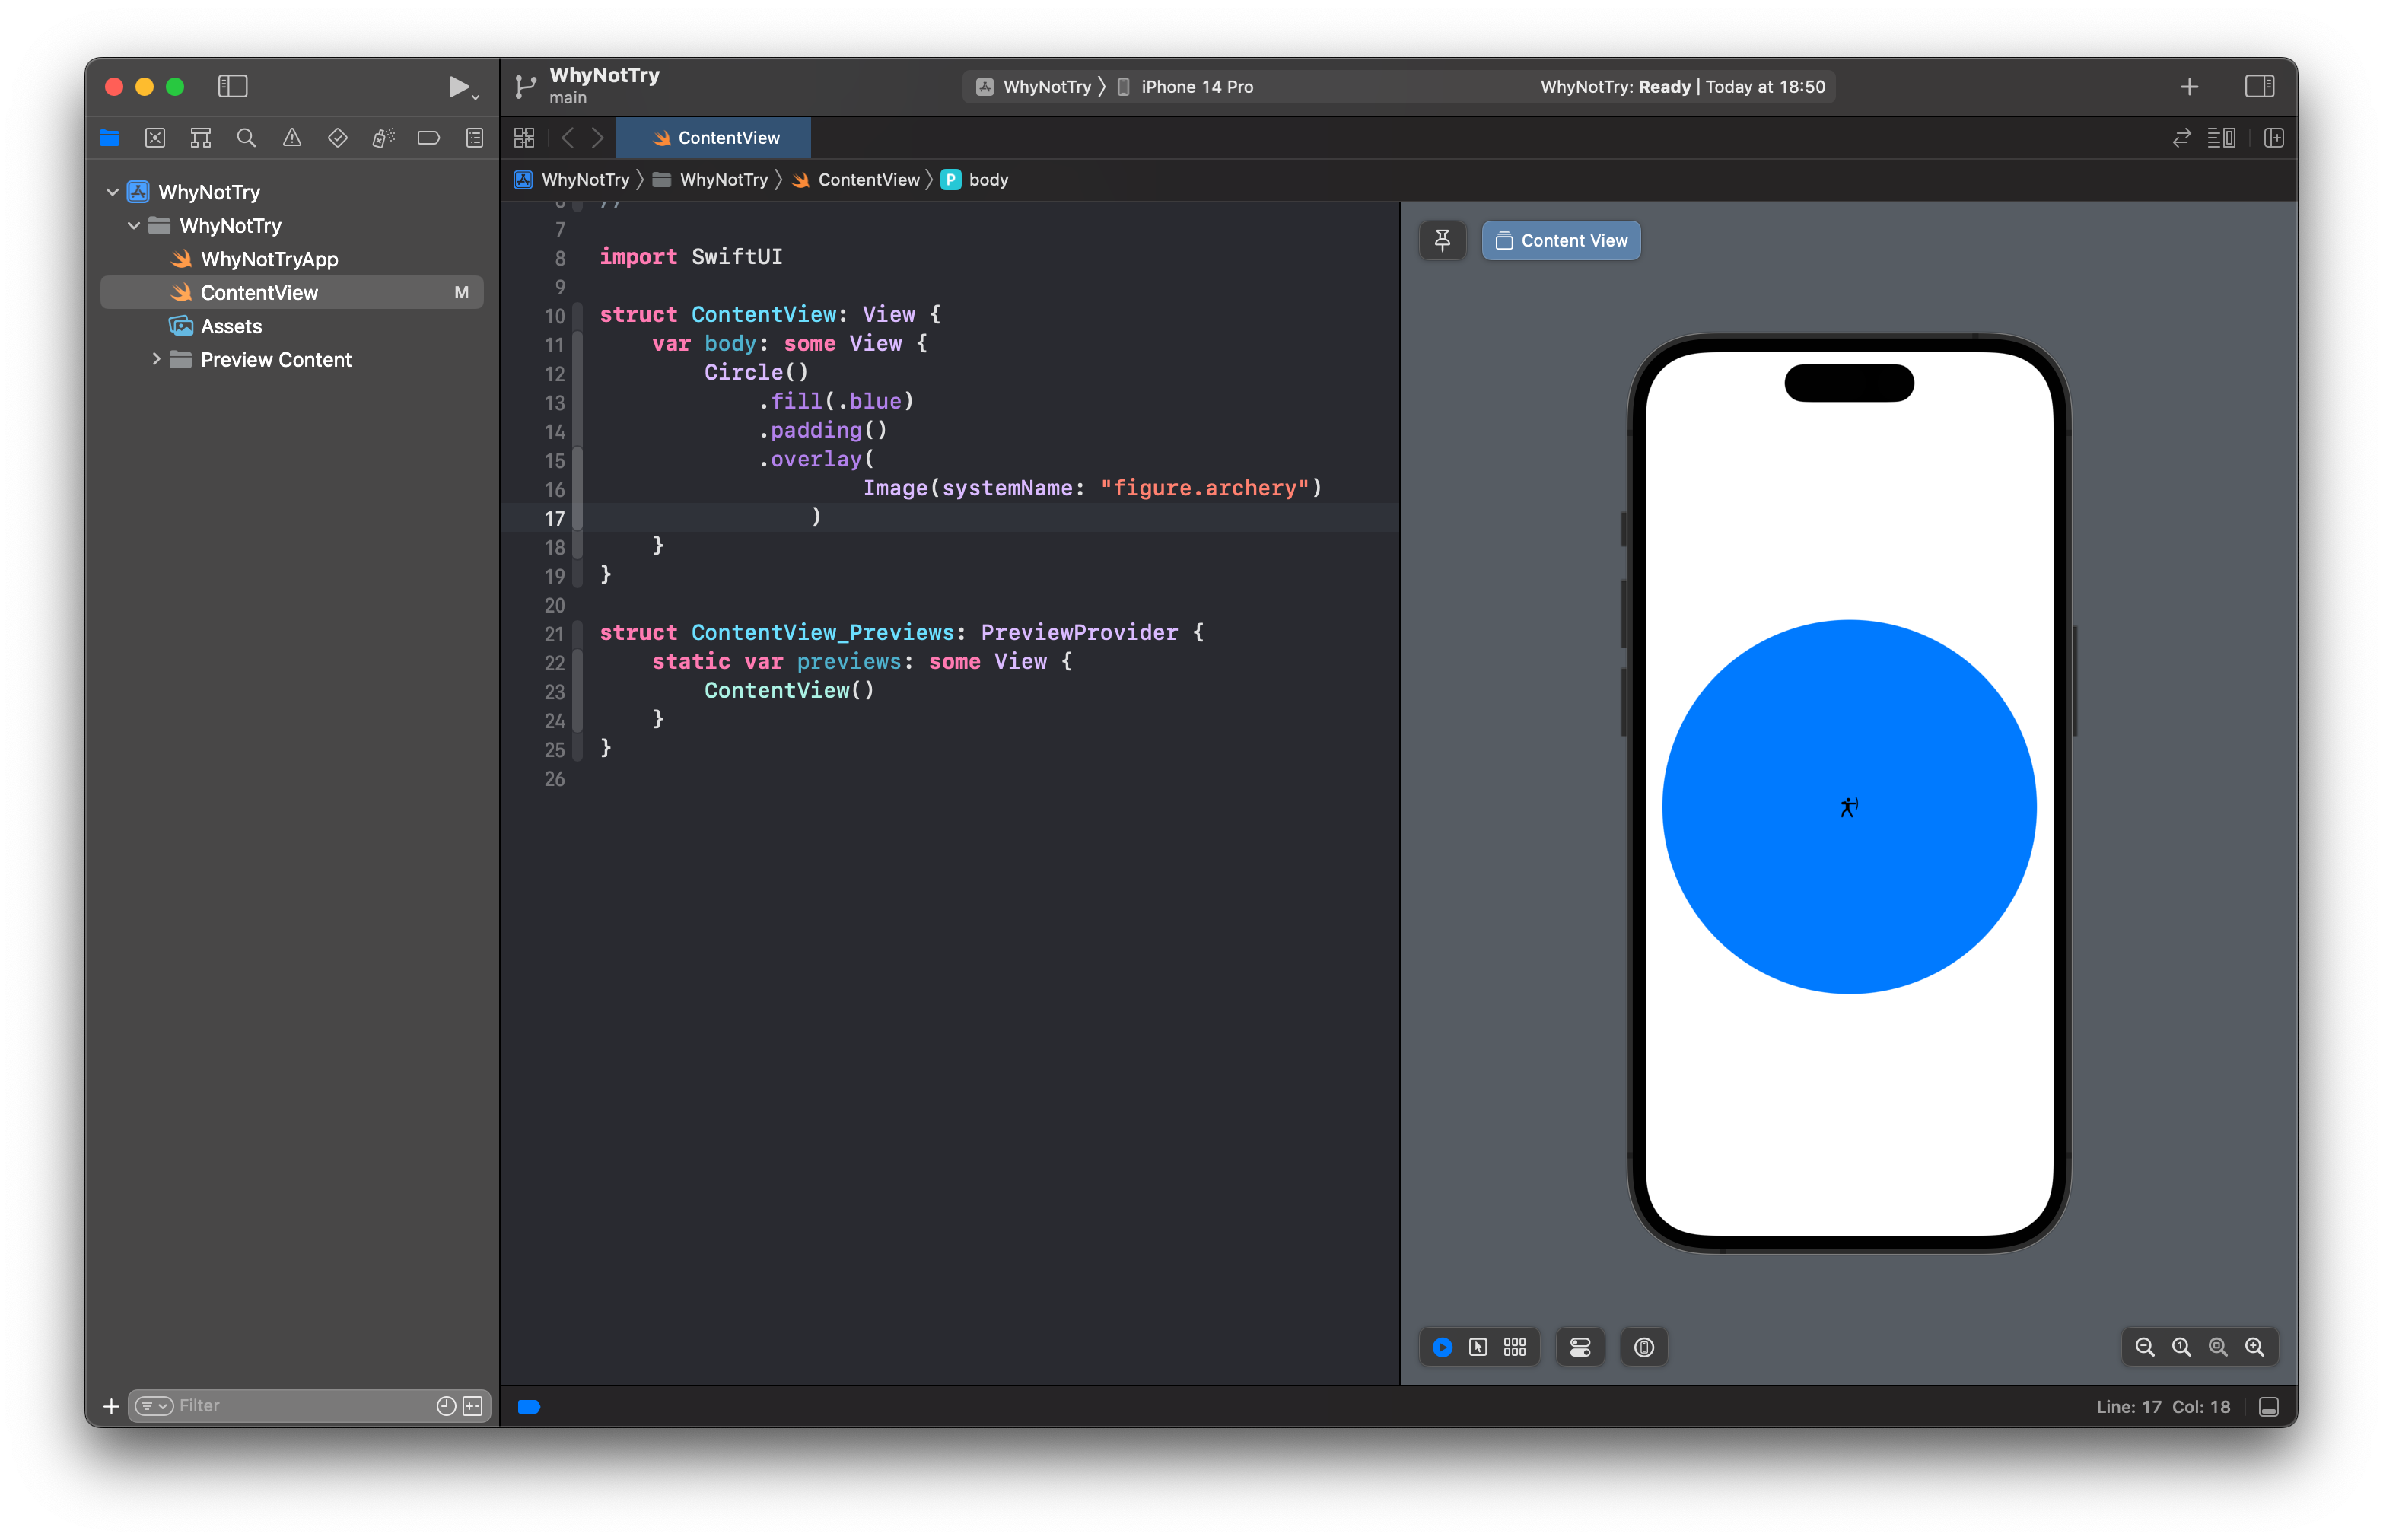 WhyNotTry
main
WhyNotTry
iPhone 14 Pro
WhyNotTry: Ready | Today at 18:50
ContentView
WhyNotTry
WhyNotTry
ContentView
P
body
WhyNotTry
WhyNotTry
WhyNotTryApp
ContentView
M
Assets
Preview Content
7
8 import SwiftUI
9
10 struct ContentView: View {
11 var body: some View {
12 Circle()
13 .fill(.blue)
14 .padding()
15 .overlay(
16 Image(systemName: "figure.archery")
17 )
18 }
19 }
20
21 struct ContentView_Previews: PreviewProvider {
22 static var previews: some View {
23 ContentView()
24 }
25 }
26
Content View
Filter
Line: 17 Col: 18